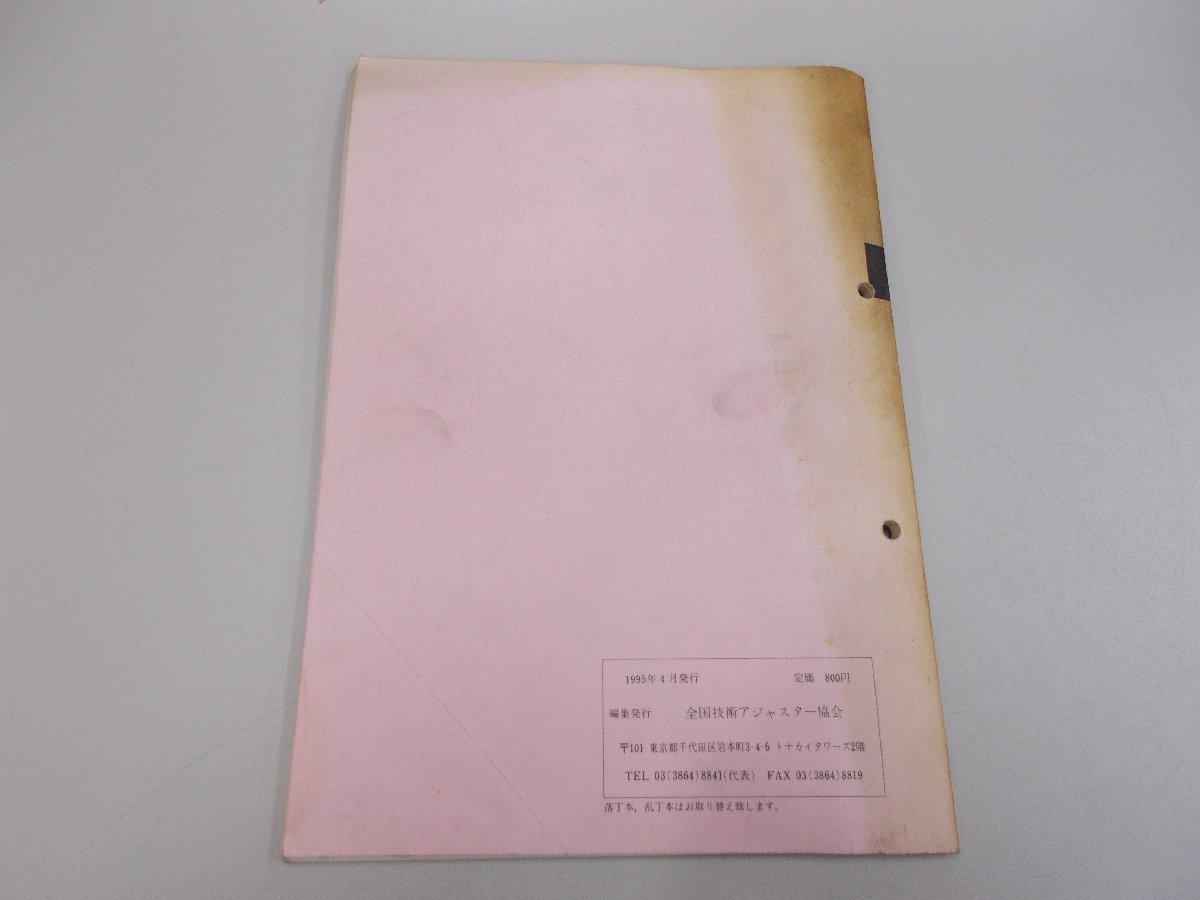 1995年4月発行 定価 800円
編集発行 全国技術アジャスター協会
〒101 東京都千代田区岩本町3-4-6 トナカイタワーズ2階
TEL 03(3864)8841(代表) FAX 03(3864)8819
落丁本，乱丁本はお取り替え致します。